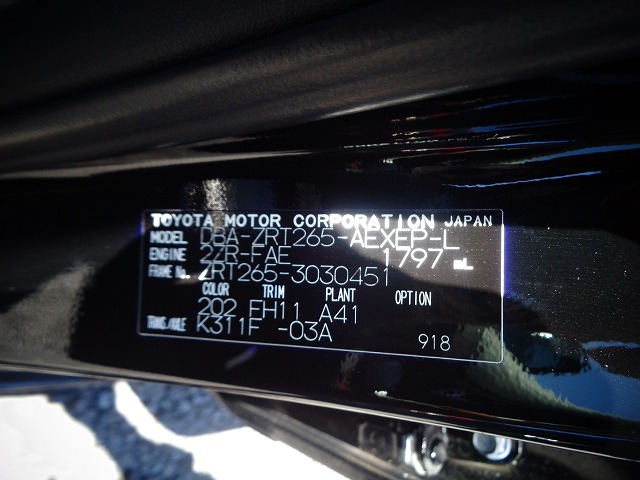 TOYOTA MOTOR CORPORATION JAPAN
MODEL DBA-ZRT265-AEXEP-L
ENGINE 2ZR-FAE 1797 mL
FRAME No. ZRT265-3030451
COLOR TRIM PLANT OPTION
202 EH11 A41
TRANS/AXLE K311F -03A
918